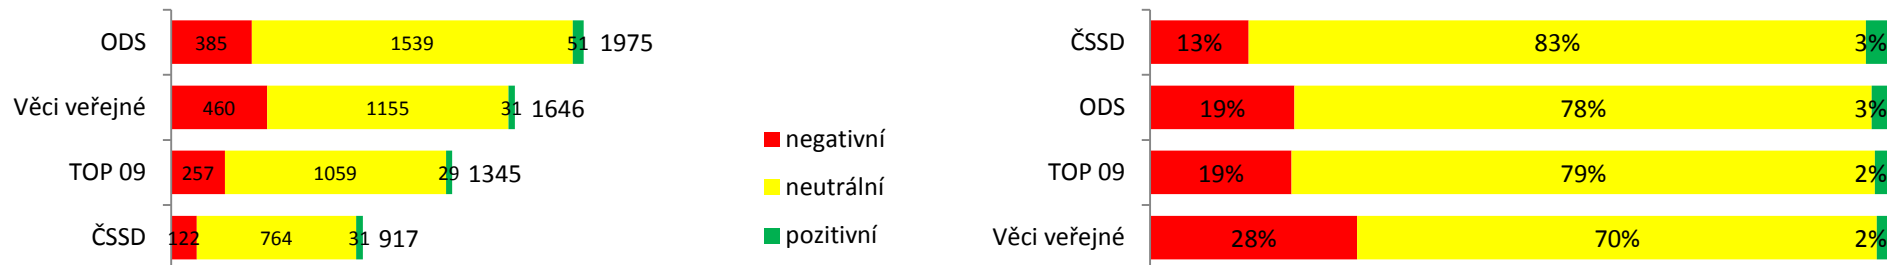 ODS 385 1539 51 1975
Věci veřejné 460 1155 31 1646
TOP 09 257 1059 29 1345
ČSSD 122 764 31 917
negativní
neutrální
pozitivní
ČSSD 13% 83% 3%
ODS 19% 78% 3%
TOP 09 19% 79% 2%
Věci veřejné 28% 70% 2%